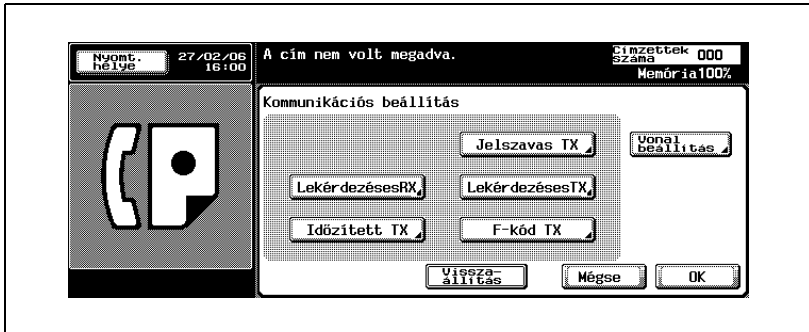 Nyomt. helye
27/02/06
16:00
A cím nem volt megadva.
Címzettek száma 000
Memória100%
Kommunikációs beállítás
Jelszavas TX
Vonal beállítás
LekérdezésesRX
LekérdezésesTX
Időzített TX
F-kód TX
Vissza-
állítás
Mégse
OK